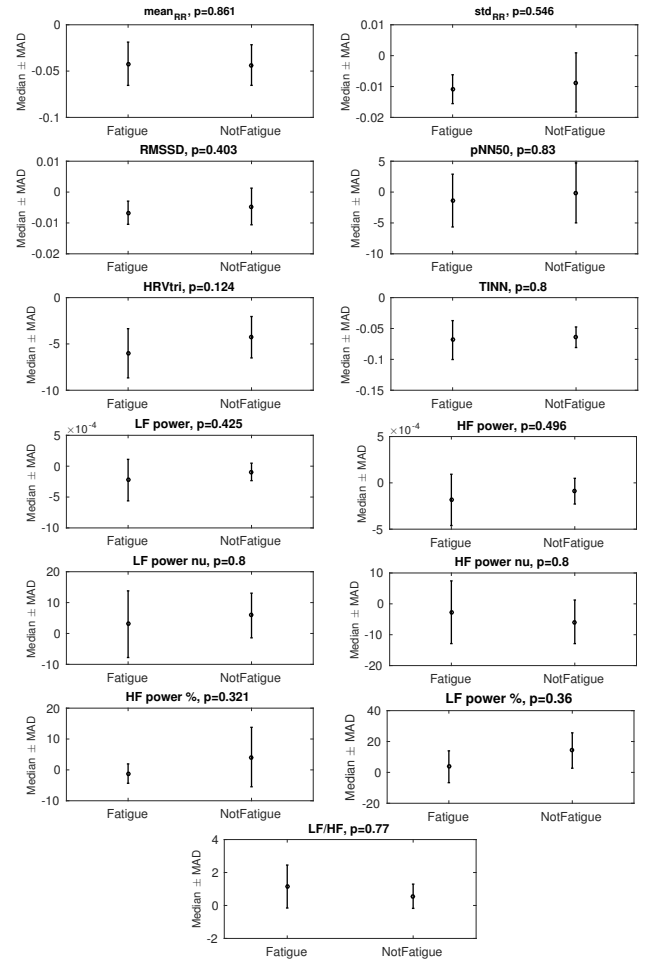 mean_RR, p=0.861
Median ± MAD
0
-0.05
-0.1
Fatigue NotFatigue
std_RR, p=0.546
Median ± MAD
0.01
0
-0.01
-0.02
Fatigue NotFatigue
RMSSD, p=0.403
Median ± MAD
0.01
0
-0.01
-0.02
Fatigue NotFatigue
pNN50, p=0.83
Median ± MAD
5
0
-5
-10
Fatigue NotFatigue
HRVtri, p=0.124
Median ± MAD
0
-5
-10
Fatigue NotFatigue
TINN, p=0.8
Median ± MAD
0
-0.05
-0.1
-0.15
Fatigue NotFatigue
LF power, p=0.425
×10⁻⁴
Median ± MAD
5
0
-5
-10
Fatigue NotFatigue
HF power, p=0.496
×10⁻⁴
Median ± MAD
5
0
-5
Fatigue NotFatigue
LF power nu, p=0.8
Median ± MAD
20
10
0
-10
Fatigue NotFatigue
HF power nu, p=0.8
Median ± MAD
10
0
-10
-20
Fatigue NotFatigue
HF power %, p=0.321
Median ± MAD
20
10
0
-10
Fatigue NotFatigue
LF power %, p=0.36
Median ± MAD
40
20
0
-20
Fatigue NotFatigue
LF/HF, p=0.77
Median ± MAD
4
2
0
-2
Fatigue NotFatigue